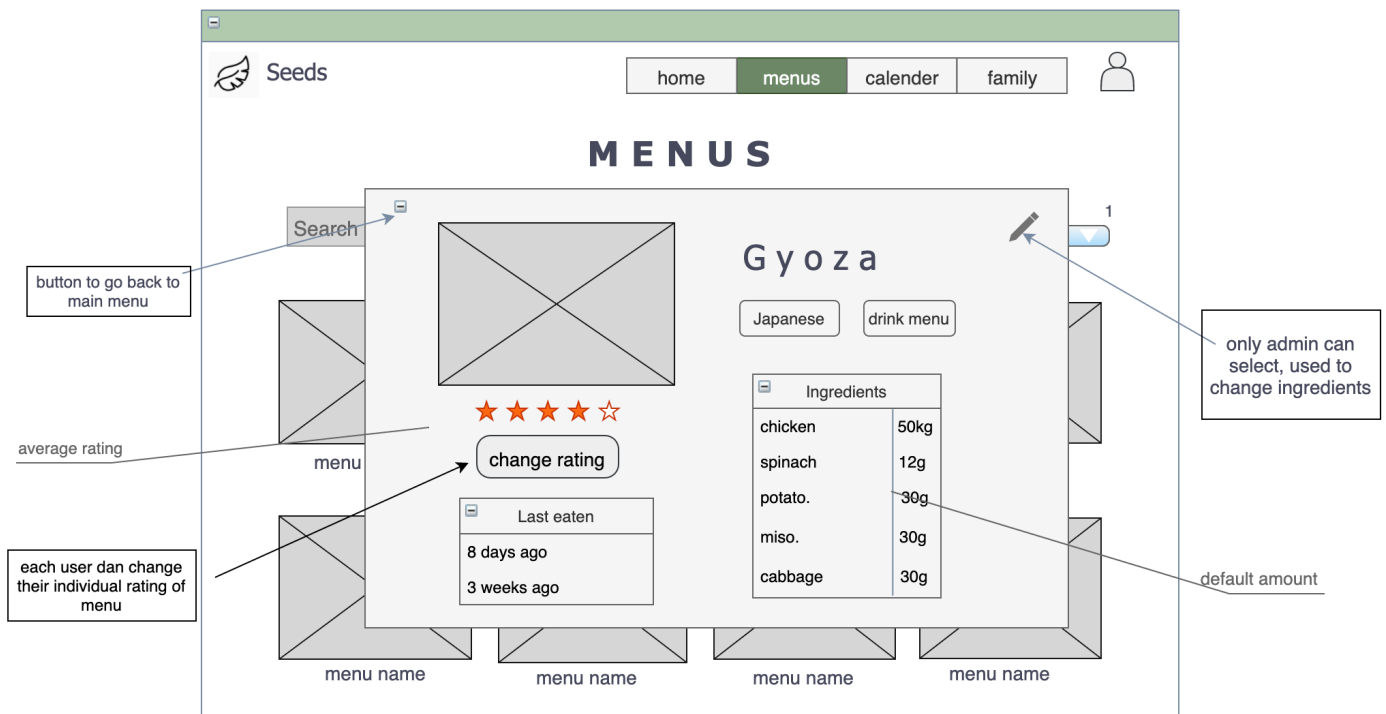 Seeds
home
menus
calender
family
MENUS
Search
1
button to go back to
main menu
Gyoza
Japanese
drink menu
only admin can
select, used to
change ingredients
Ingredients
chicken 50kg
spinach 12g
potato. 30g
miso. 30g
cabbage 30g
average rating
change rating
menu
Last eaten
8 days ago
3 weeks ago
each user dan change
their individual rating of
menu
default amount
menu name
menu name
menu name
menu name